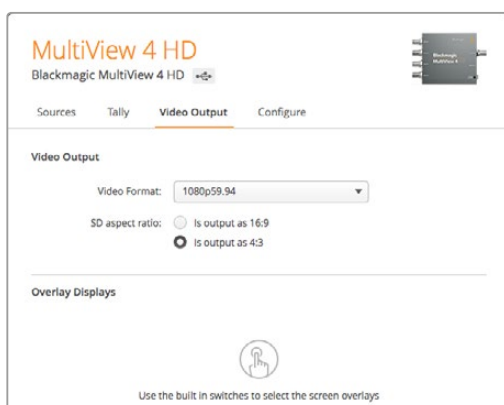 MultiView 4 HD
Blackmagic MultiView 4 HD
Sources Tally Video Output Configure
Video Output
Video Format: 1080p59.94
SD aspect ratio: Is output as 16:9
Is output as 4:3
Overlay Displays
Use the built in switches to select the screen overlays